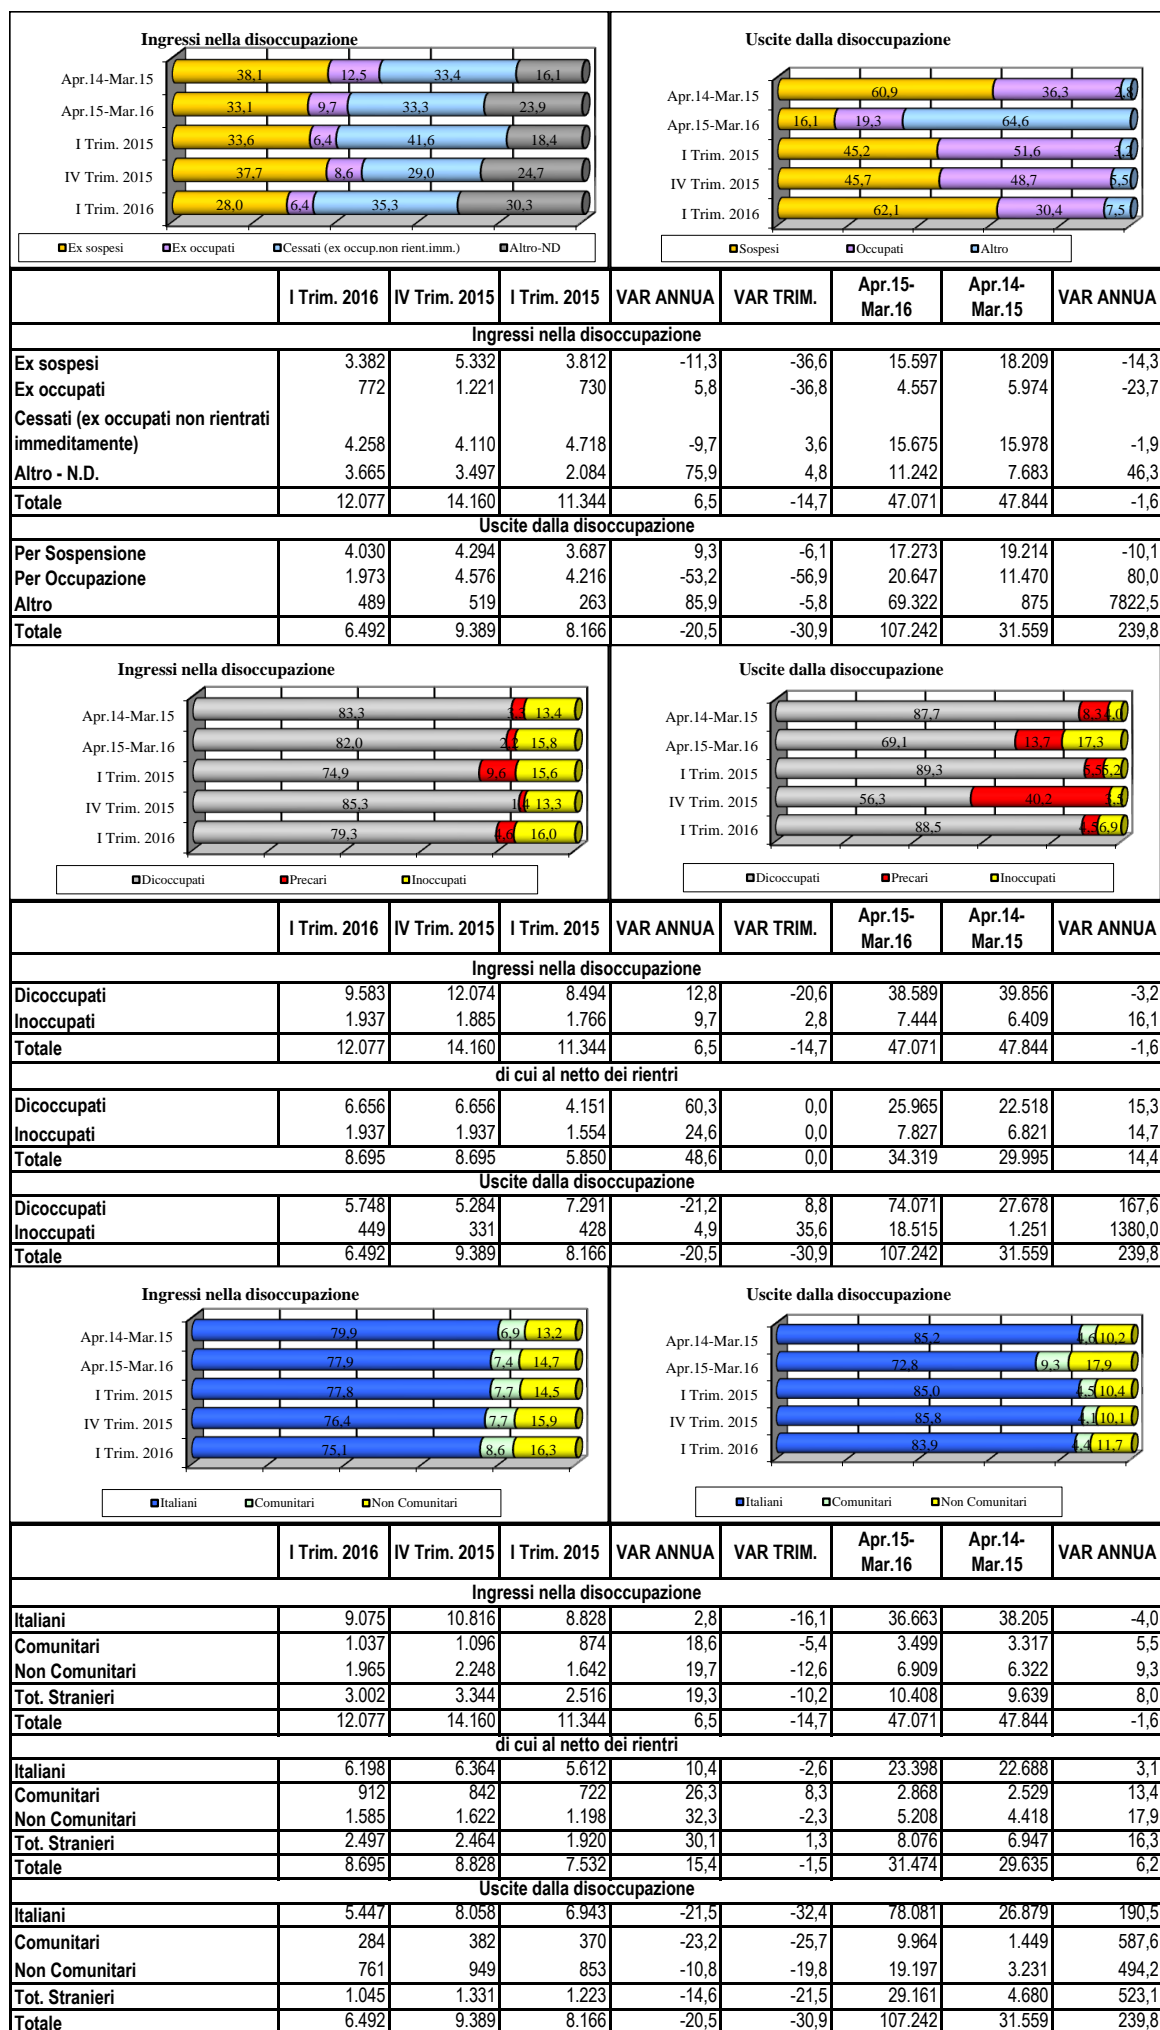 Ingressi nella disoccupazione
Apr.14-Mar.15 38,1 12,5 33,4 16,1
Apr.15-Mar.16 33,1 9,7 33,3 23,9
I Trim. 2015 33,6 6,4 41,6 18,4
IV Trim. 2015 37,7 8,6 29,0 24,7
I Trim. 2016 28,0 6,4 35,3 30,3
Ex sospesi Ex occupati Cessati (ex occup.non rient.imm.) Altro-ND
Uscite dalla disoccupazione
Apr.14-Mar.15 60,9 36,3 2,8
Apr.15-Mar.16 16,1 19,3 64,6
I Trim. 2015 45,2 51,6 3,2
IV Trim. 2015 45,7 48,7 5,5
I Trim. 2016 62,1 30,4 7,5
Sospesi Occupati Altro
I Trim. 2016 IV Trim. 2015 I Trim. 2015 VAR ANNUA VAR TRIM. Apr.15-Mar.16 Apr.14-Mar.15 VAR ANNUA
Ingressi nella disoccupazione
Ex sospesi 3.382 5.332 3.812 -11,3 -36,6 15.597 18.209 -14,3
Ex occupati 772 1.221 730 5,8 -36,8 4.557 5.974 -23,7
Cessati (ex occupati non rientrati
immeditamente) 4.258 4.110 4.718 -9,7 3,6 15.675 15.978 -1,9
Altro - N.D. 3.665 3.497 2.084 75,9 4,8 11.242 7.683 46,3
Totale 12.077 14.160 11.344 6,5 -14,7 47.071 47.844 -1,6
Uscite dalla disoccupazione
Per Sospensione 4.030 4.294 3.687 9,3 -6,1 17.273 19.214 -10,1
Per Occupazione 1.973 4.576 4.216 -53,2 -56,9 20.647 11.470 80,0
Altro 489 519 263 85,9 -5,8 69.322 875 7822,5
Totale 6.492 9.389 8.166 -20,5 -30,9 107.242 31.559 239,8
Ingressi nella disoccupazione
Apr.14-Mar.15 83,3 3,3 13,4
Apr.15-Mar.16 82,0 2,2 15,8
I Trim. 2015 74,9 9,6 15,6
IV Trim. 2015 85,3 1,4 13,3
I Trim. 2016 79,3 4,6 16,0
Dicoccupati Precari Inoccupati
Uscite dalla disoccupazione
Apr.14-Mar.15 87,7 8,3 4,0
Apr.15-Mar.16 69,1 13,7 17,3
I Trim. 2015 89,3 5,5 5,2
IV Trim. 2015 56,3 40,2 3,5
I Trim. 2016 88,5 4,5 6,9
Dicoccupati Precari Inoccupati
I Trim. 2016 IV Trim. 2015 I Trim. 2015 VAR ANNUA VAR TRIM. Apr.15-Mar.16 Apr.14-Mar.15 VAR ANNUA
Ingressi nella disoccupazione
Dicoccupati 9.583 12.074 8.494 12,8 -20,6 38.589 39.856 -3,2
Inoccupati 1.937 1.885 1.766 9,7 2,8 7.444 6.409 16,1
Totale 12.077 14.160 11.344 6,5 -14,7 47.071 47.844 -1,6
di cui al netto dei rientri
Dicoccupati 6.656 6.656 4.151 60,3 0,0 25.965 22.518 15,3
Inoccupati 1.937 1.937 1.554 24,6 0,0 7.827 6.821 14,7
Totale 8.695 8.695 5.850 48,6 0,0 34.319 29.995 14,4
Uscite dalla disoccupazione
Dicoccupati 5.748 5.284 7.291 -21,2 8,8 74.071 27.678 167,6
Inoccupati 449 331 428 4,9 35,6 18.515 1.251 1380,0
Totale 6.492 9.389 8.166 -20,5 -30,9 107.242 31.559 239,8
Ingressi nella disoccupazione
Apr.14-Mar.15 79,9 6,9 13,2
Apr.15-Mar.16 77,9 7,4 14,7
I Trim. 2015 77,8 7,7 14,5
IV Trim. 2015 76,4 7,7 15,9
I Trim. 2016 75,1 8,6 16,3
Italiani Comunitari Non Comunitari
Uscite dalla disoccupazione
Apr.14-Mar.15 85,2 4,6 10,2
Apr.15-Mar.16 72,8 9,3 17,9
I Trim. 2015 85,0 4,5 10,4
IV Trim. 2015 85,8 4,1 10,1
I Trim. 2016 83,9 4,4 11,7
Italiani Comunitari Non Comunitari
I Trim. 2016 IV Trim. 2015 I Trim. 2015 VAR ANNUA VAR TRIM. Apr.15-Mar.16 Apr.14-Mar.15 VAR ANNUA
Ingressi nella disoccupazione
Italiani 9.075 10.816 8.828 2,8 -16,1 36.663 38.205 -4,0
Comunitari 1.037 1.096 874 18,6 -5,4 3.499 3.317 5,5
Non Comunitari 1.965 2.248 1.642 19,7 -12,6 6.909 6.322 9,3
Tot. Stranieri 3.002 3.344 2.516 19,3 -10,2 10.408 9.639 8,0
Totale 12.077 14.160 11.344 6,5 -14,7 47.071 47.844 -1,6
di cui al netto dei rientri
Italiani 6.198 6.364 5.612 10,4 -2,6 23.398 22.688 3,1
Comunitari 912 842 722 26,3 8,3 2.868 2.529 13,4
Non Comunitari 1.585 1.622 1.198 32,3 -2,3 5.208 4.418 17,9
Tot. Stranieri 2.497 2.464 1.920 30,1 1,3 8.076 6.947 16,3
Totale 8.695 8.828 7.532 15,4 -1,5 31.474 29.635 6,2
Uscite dalla disoccupazione
Italiani 5.447 8.058 6.943 -21,5 -32,4 78.081 26.879 190,5
Comunitari 284 382 370 -23,2 -25,7 9.964 1.449 587,6
Non Comunitari 761 949 853 -10,8 -19,8 19.197 3.231 494,2
Tot. Stranieri 1.045 1.331 1.223 -14,6 -21,5 29.161 4.680 523,1
Totale 6.492 9.389 8.166 -20,5 -30,9 107.242 31.559 239,8